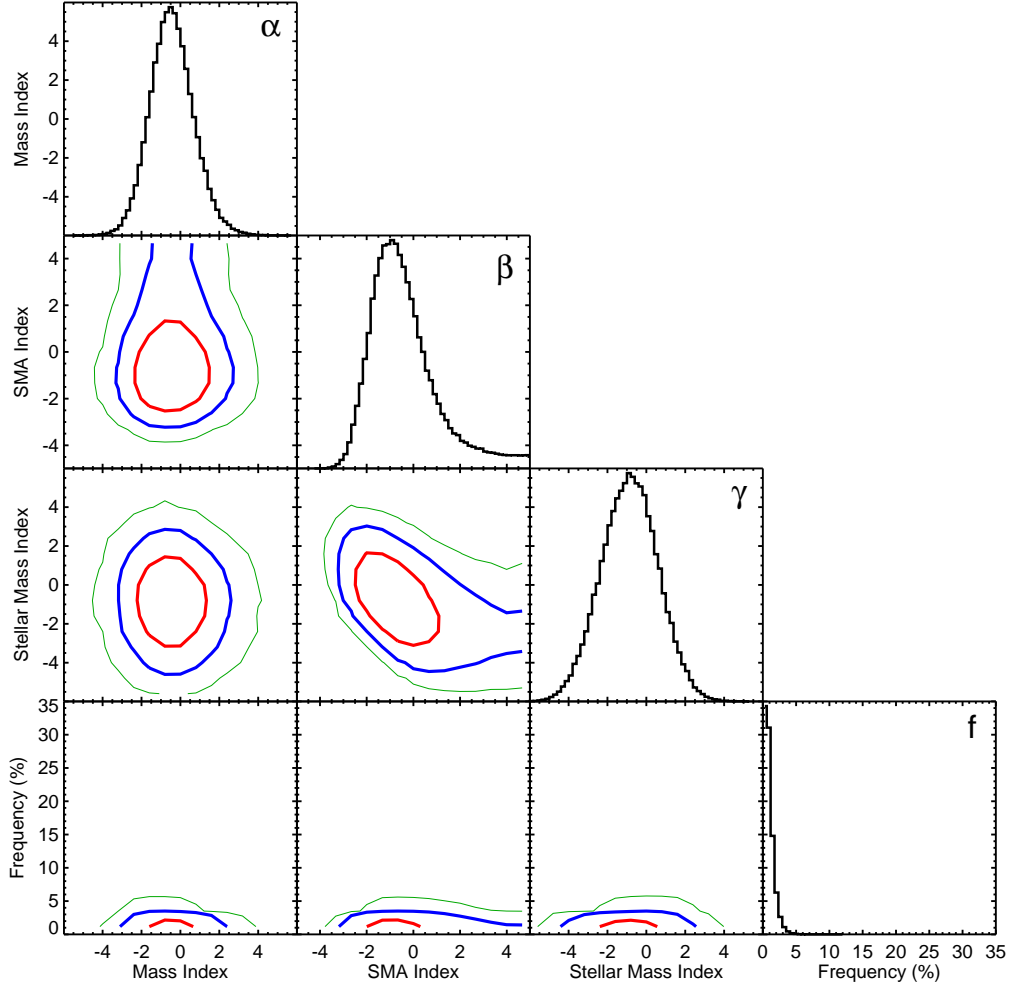 α
Mass Index
4
2
0
-2
-4
β
SMA Index
4
2
0
-2
-4
γ
Stellar Mass Index
4
2
0
-2
-4
f
Frequency (%)
35
30
25
20
15
10
5
0
-4 -2 0 2 4
-4 -2 0 2 4
-4 -2 0 2 4
0 5 10 15 20 25 30 35
Mass Index
SMA Index
Stellar Mass Index
Frequency (%)